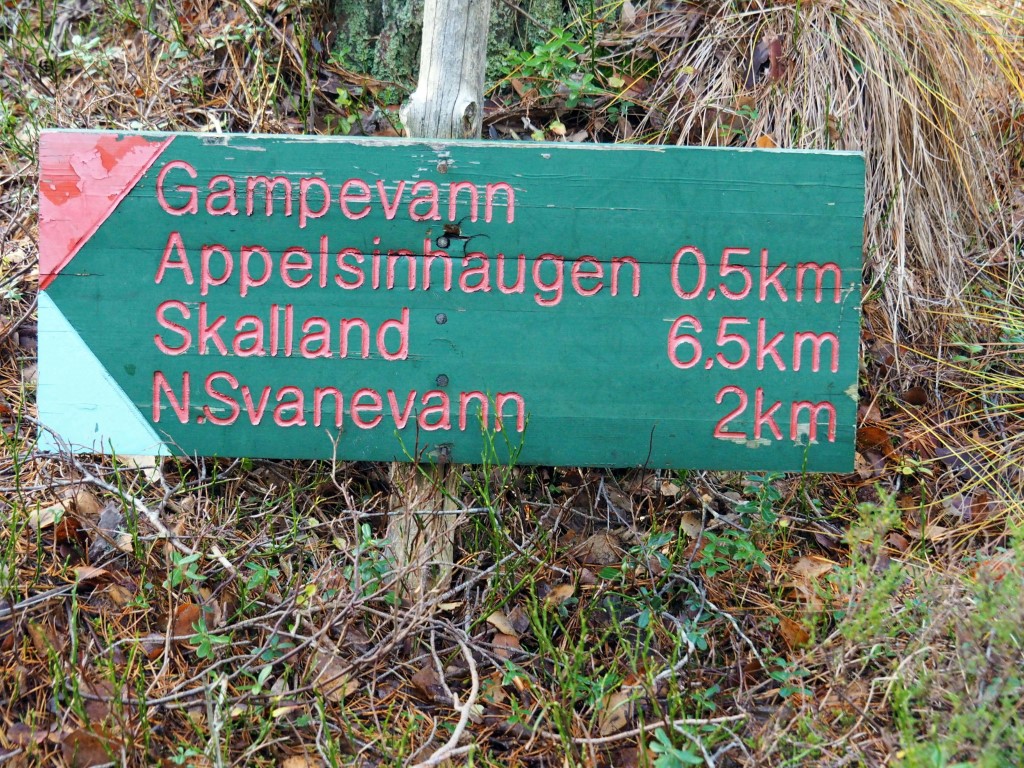 Gampevann
Appelsinhaugen 0,5km
Skalland 6,5km
N.Svanevann 2km